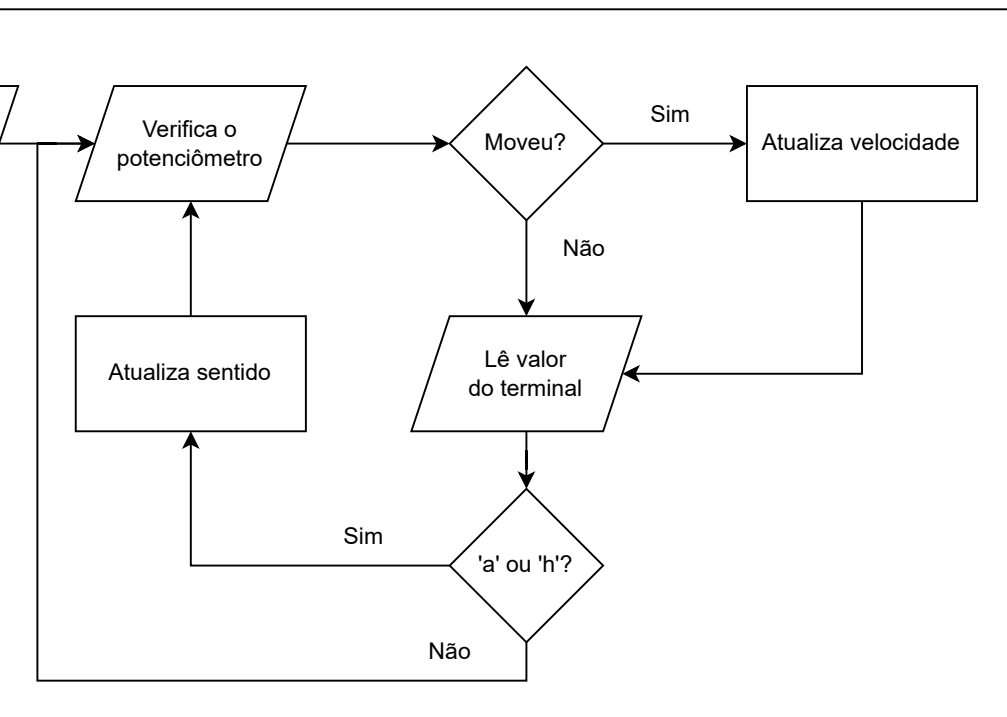 Verifica o
potenciômetro
Moveu?
Sim
Atualiza velocidade
Não
Lê valor
do terminal
Atualiza sentido
Sim
'a' ou 'h'?
Não